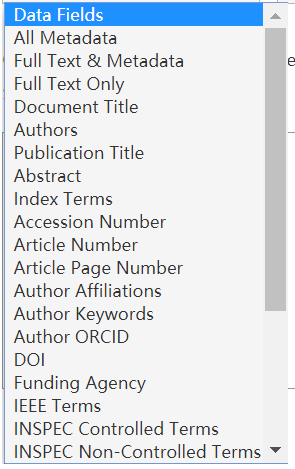 Data Fields
All Metadata
Full Text & Metadata
Full Text Only
Document Title
Authors
Publication Title
Abstract
Index Terms
Accession Number
Article Number
Article Page Number
Author Affiliations
Author Keywords
Author ORCID
DOI
Funding Agency
IEEE Terms
INSPEC Controlled Terms
INSPEC Non-Controlled Terms